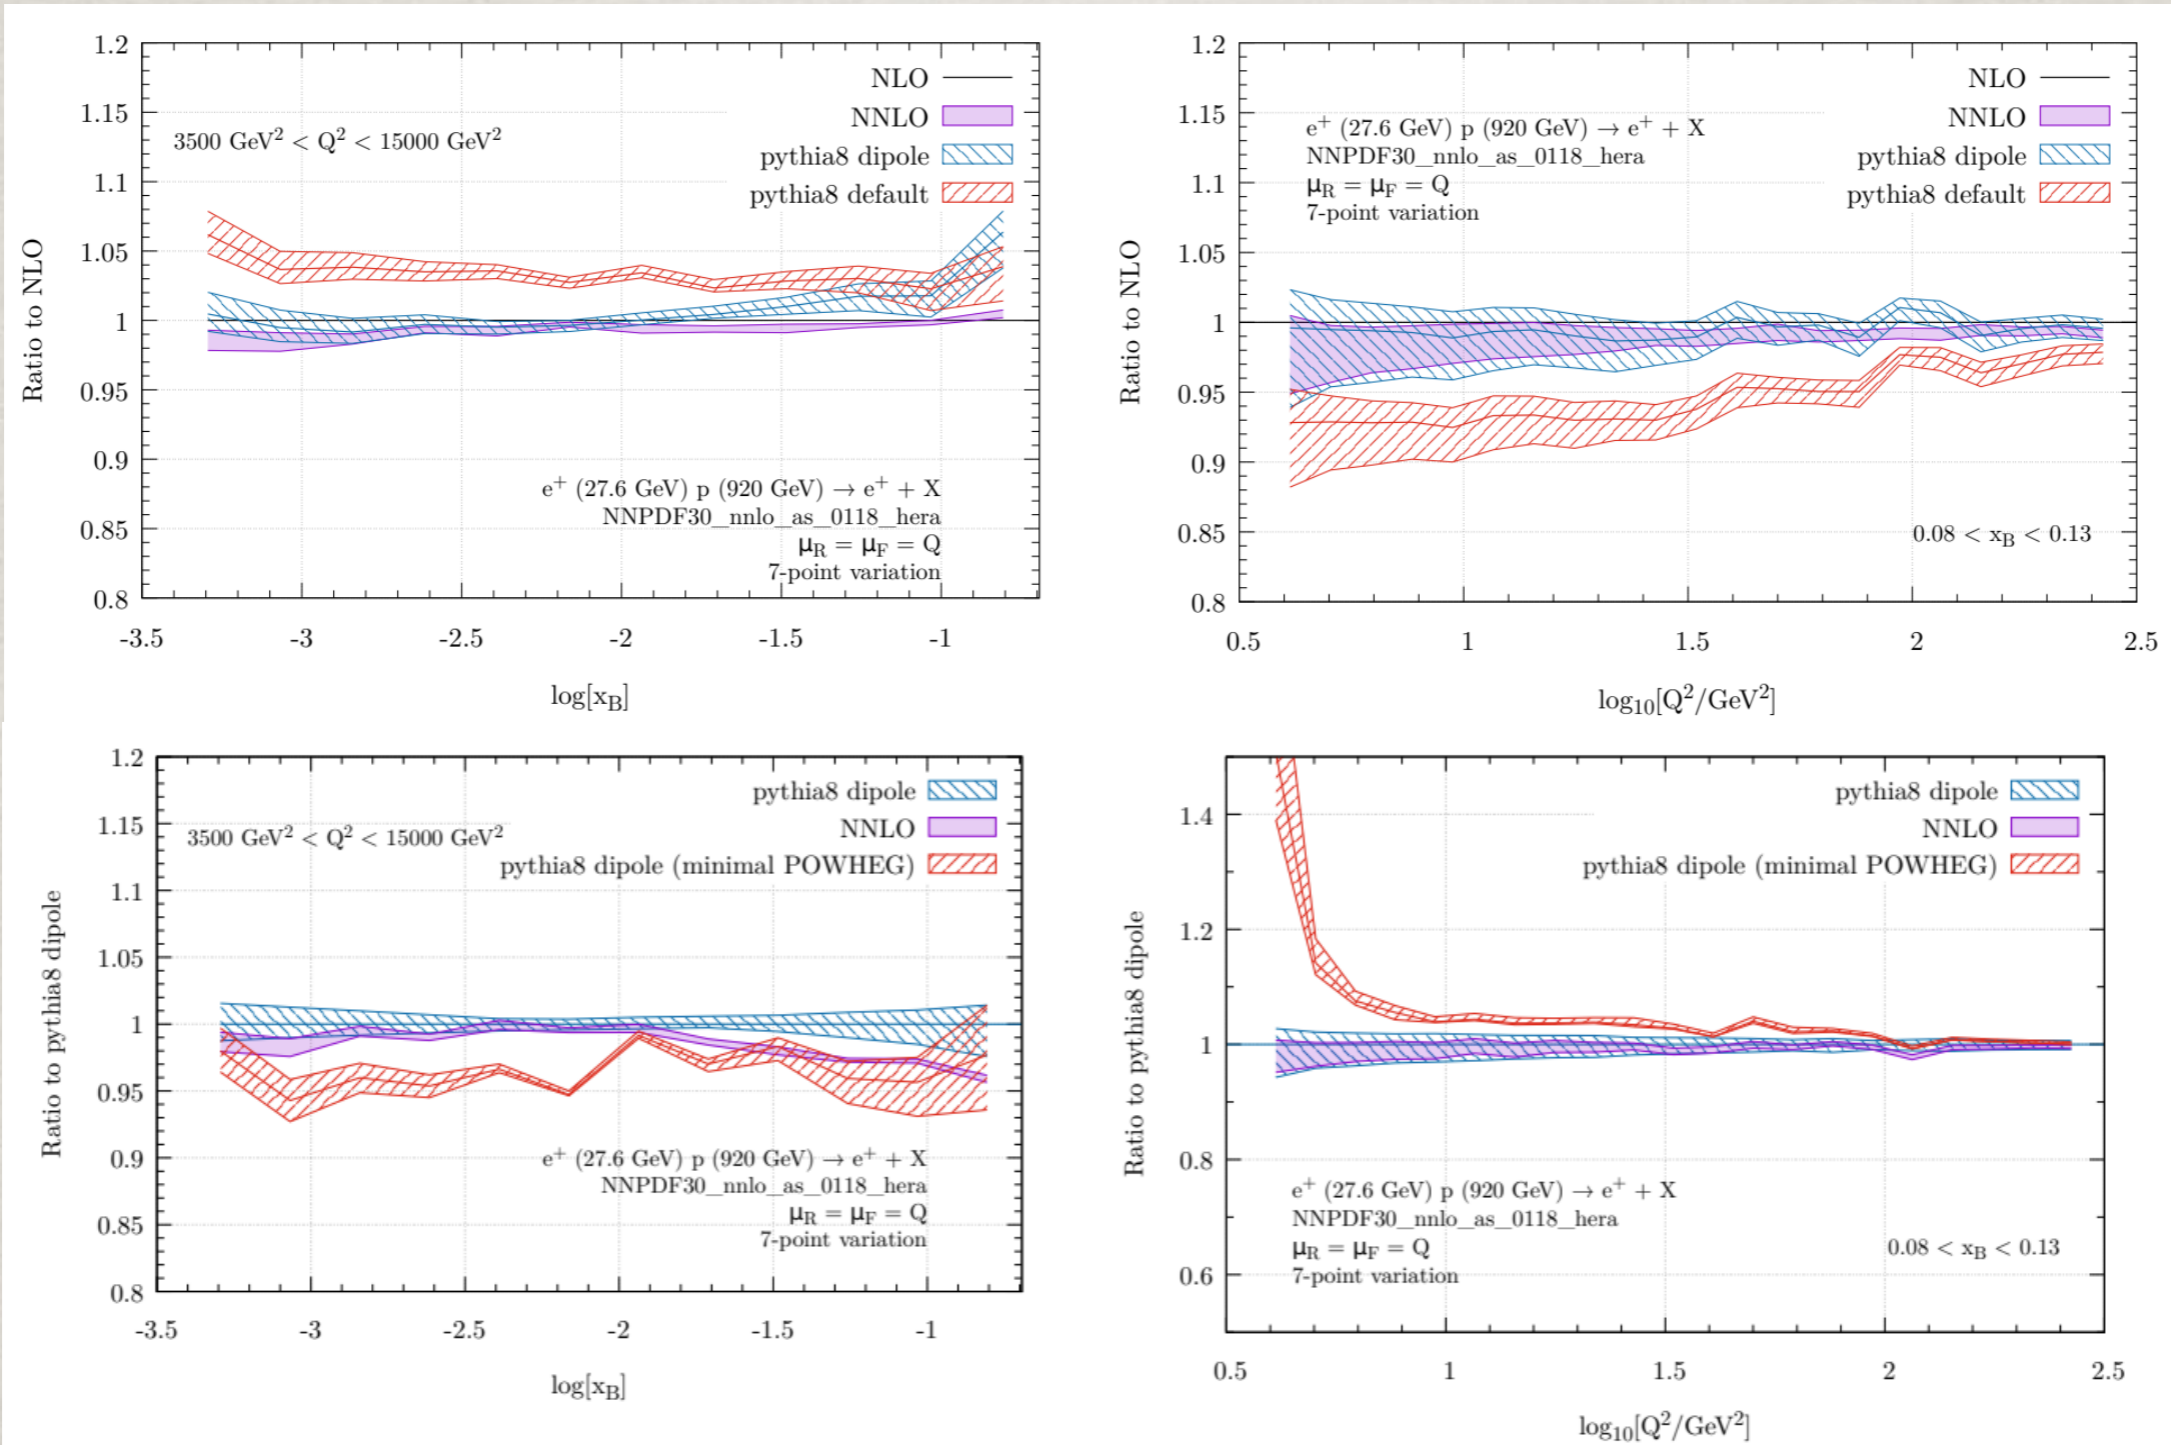 1.2
1.15
1.1
1.05
1
0.95
0.9
0.85
0.8
Ratio to NLO
NLO
NNLO
pythia8 dipole
pythia8 default
3500 GeV² < Q² < 15000 GeV²
e⁺ (27.6 GeV) p (920 GeV) → e⁺ + X
NNPDF30_nnlo_as_0118_hera
μR = μF = Q
7-point variation
-3.5 -3 -2.5 -2 -1.5 -1
log[xB]
1.2
1.15
1.1
1.05
1
0.95
0.9
0.85
0.8
Ratio to NLO
NLO
NNLO
pythia8 dipole
pythia8 default
e⁺ (27.6 GeV) p (920 GeV) → e⁺ + X
NNPDF30_nnlo_as_0118_hera
μR = μF = Q
7-point variation
0.08 < xB < 0.13
0.5 1 1.5 2 2.5
log₁₀[Q²/GeV²]
1.2
1.15
1.1
1.05
1
0.95
0.9
0.85
0.8
Ratio to pythia8 dipole
pythia8 dipole
NNLO
pythia8 dipole (minimal POWHEG)
3500 GeV² < Q² < 15000 GeV²
e⁺ (27.6 GeV) p (920 GeV) → e⁺ + X
NNPDF30_nnlo_as_0118_hera
μR = μF = Q
7-point variation
-3.5 -3 -2.5 -2 -1.5 -1
log[xB]
1.4
1.2
1
0.8
0.6
Ratio to pythia8 dipole
pythia8 dipole
NNLO
pythia8 dipole (minimal POWHEG)
e⁺ (27.6 GeV) p (920 GeV) → e⁺ + X
NNPDF30_nnlo_as_0118_hera
μR = μF = Q
7-point variation
0.08 < xB < 0.13
0.5 1 1.5 2 2.5
log₁₀[Q²/GeV²]